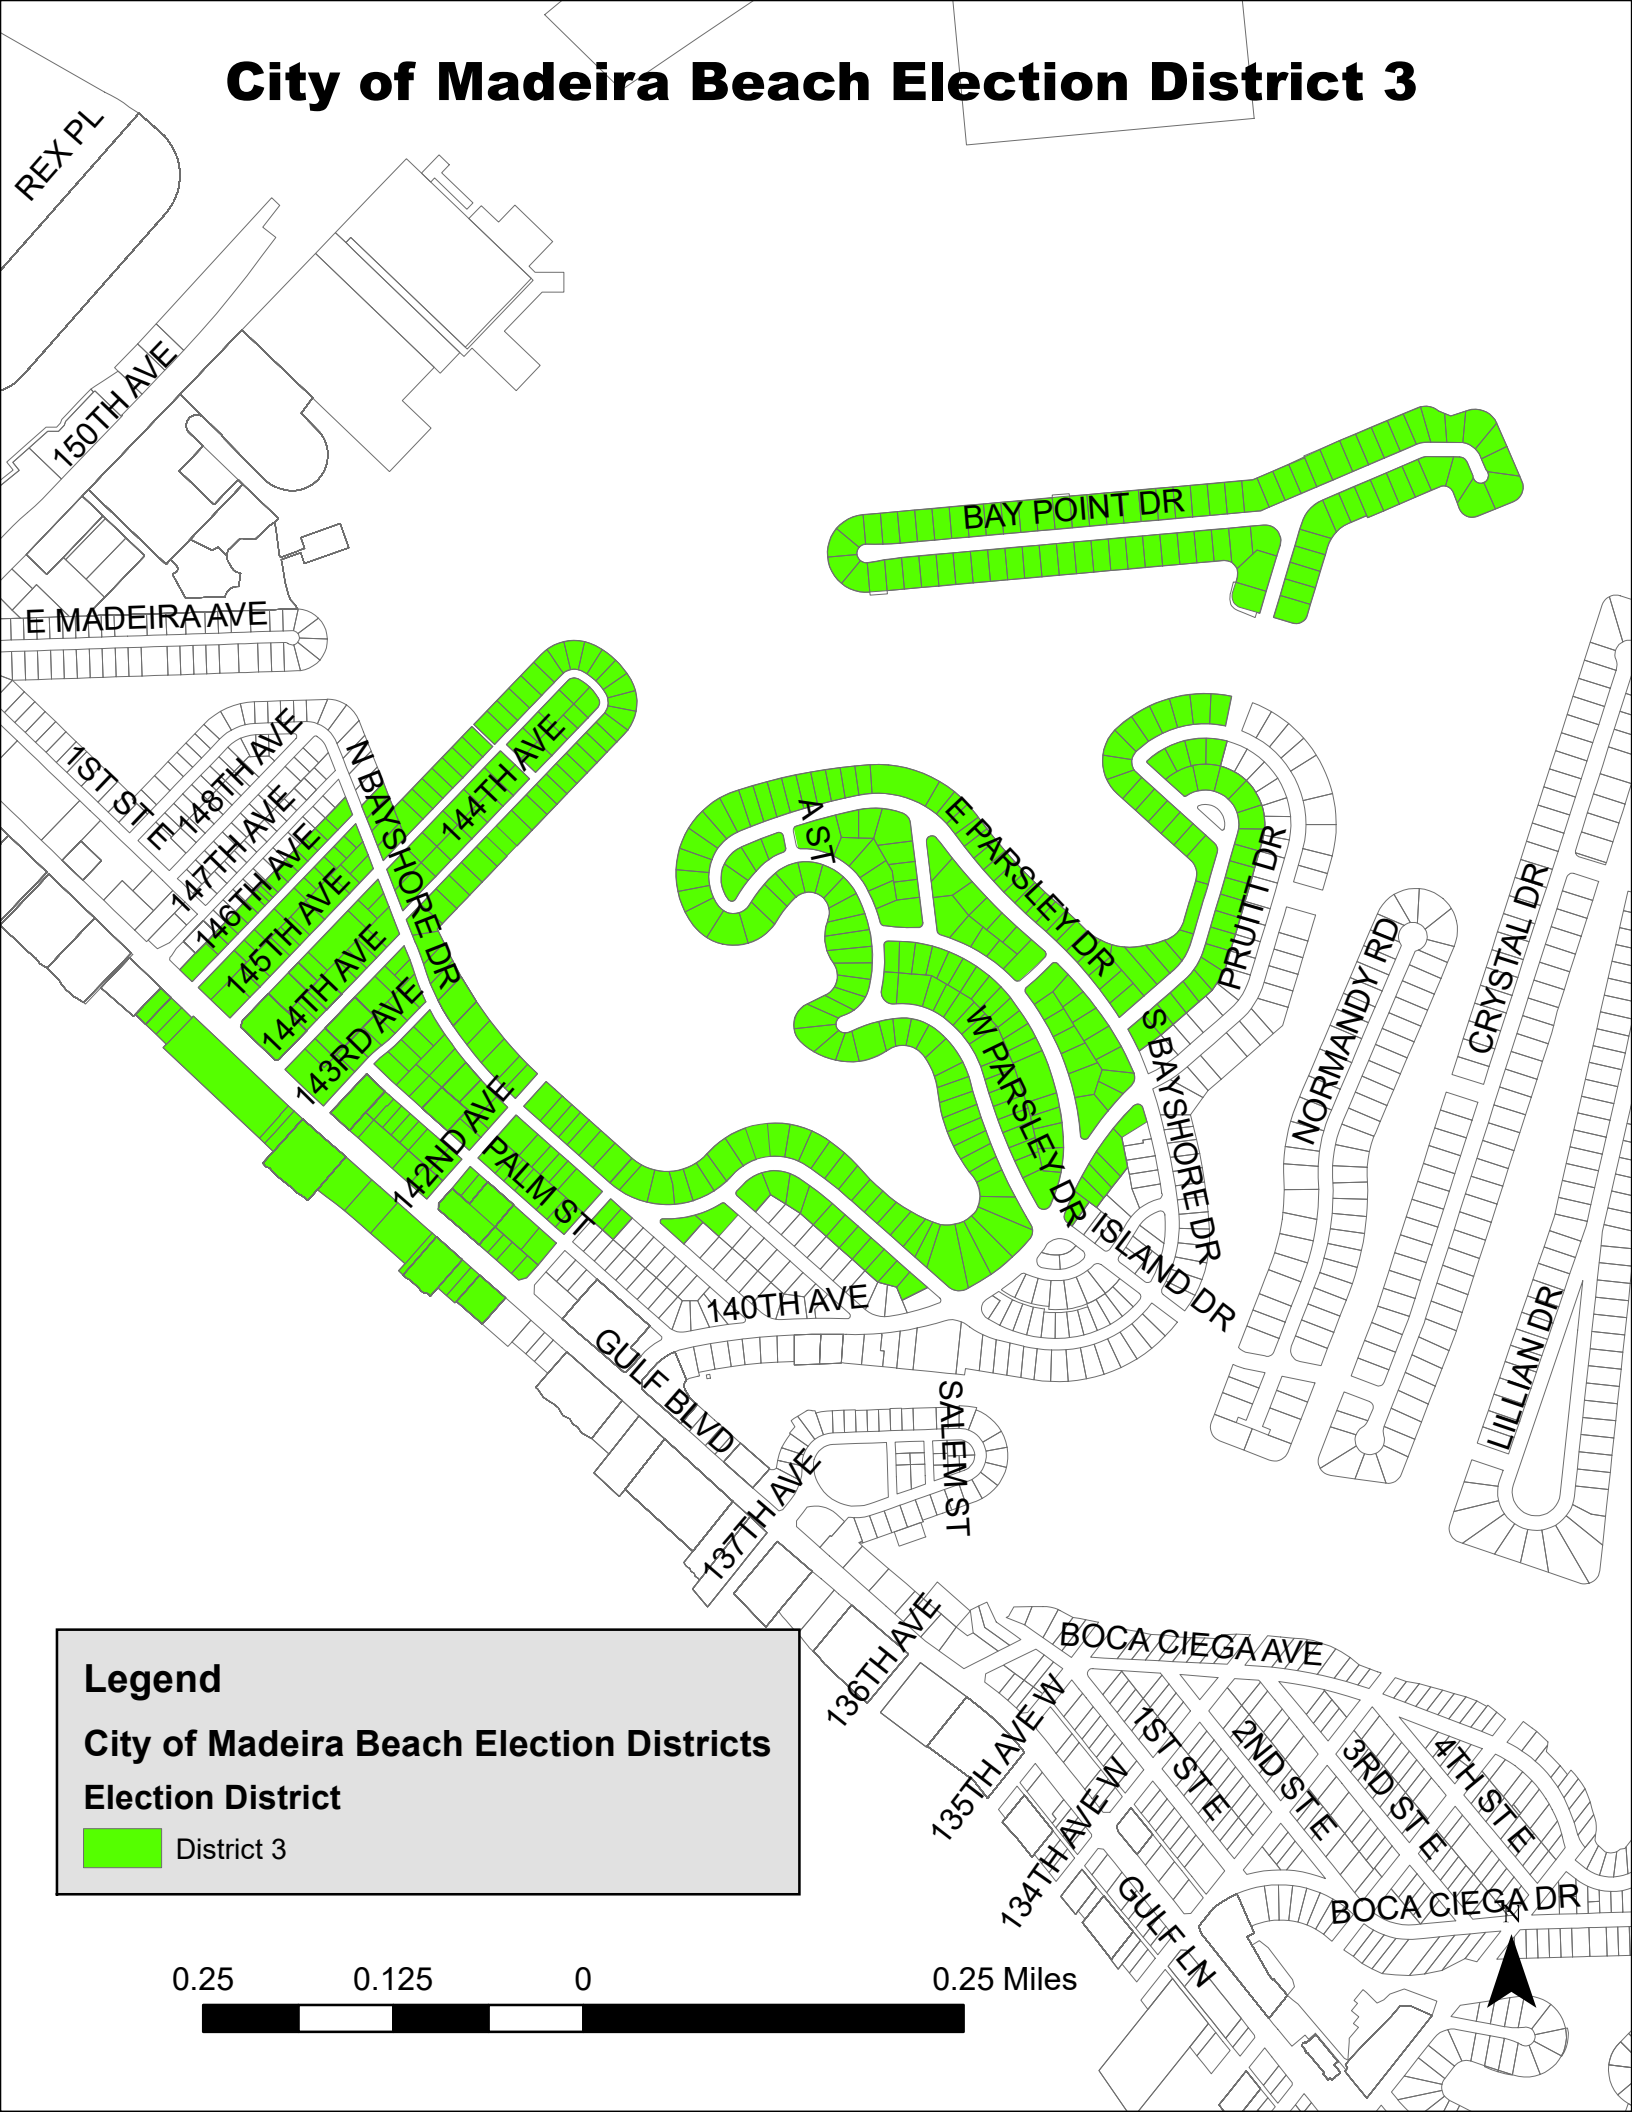 City of Madeira Beach Election District 3
REX PL
150TH AVE
E MADEIRA AVE
BAY POINT DR
1ST ST E
148TH AVE
147TH AVE
146TH AVE
145TH AVE
144TH AVE
143RD AVE
N BAYSHORE DR
144TH AVE
142ND AVE
PALM ST
A ST
E PARSLEY DR
W PARSLEY DR
PRUITT DR
S BAYSHORE DR
ISLAND DR
NORMANDY RD
CRYSTAL DR
LILLIAN DR
140TH AVE
GULF BLVD
SALEM ST
137TH AVE
136TH AVE
BOCA CIEGA AVE
135TH AVE W
134TH AVE W
1ST ST E
2ND ST E
3RD ST E
4TH ST E
GULF LN
BOCA CIEGA DR
N
Legend
City of Madeira Beach Election Districts
Election District
District 3
0.25 0.125 0 0.25 Miles